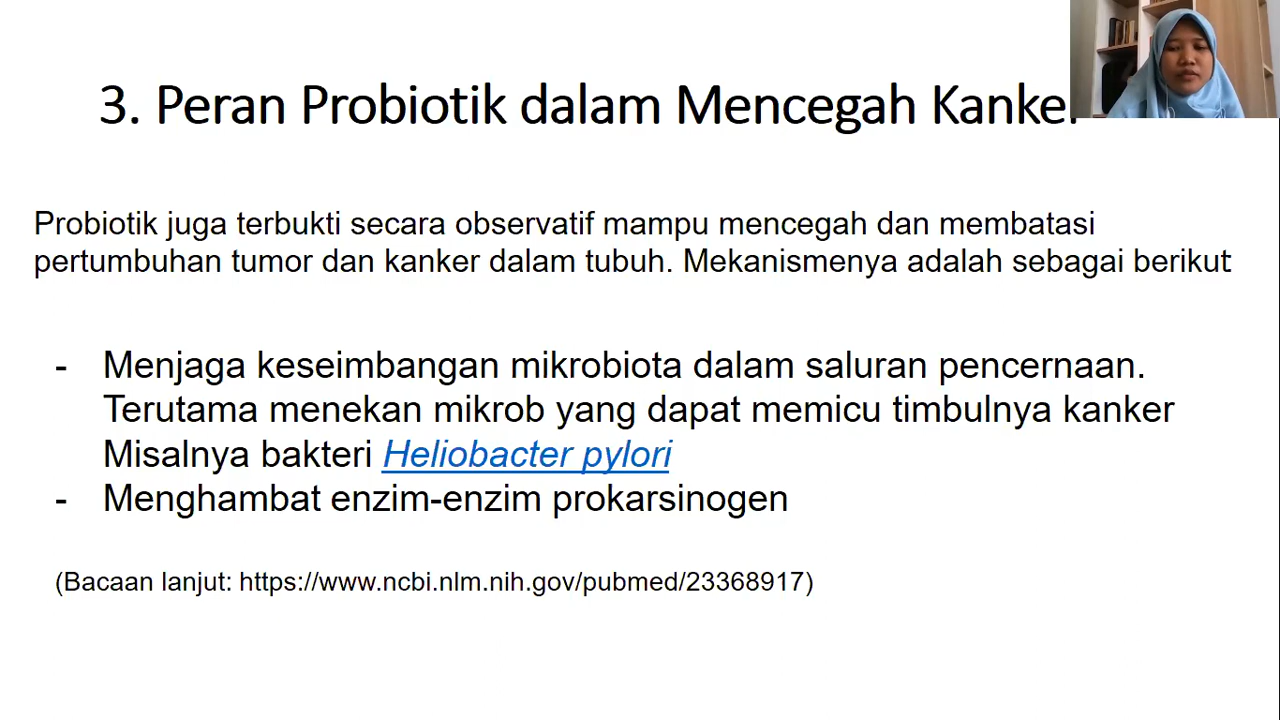 3. Peran Probiotik dalam Mencegah Kanker
Probiotik juga terbukti secara observatif mampu mencegah dan membatasi
pertumbuhan tumor dan kanker dalam tubuh. Mekanismenya adalah sebagai berikut
- Menjaga keseimbangan mikrobiota dalam saluran pencernaan.
Terutama menekan mikrob yang dapat memicu timbulnya kanker
Misalnya bakteri Heliobacter pylori
- Menghambat enzim-enzim prokarsinogen
(Bacaan lanjut: https://www.ncbi.nlm.nih.gov/pubmed/23368917)